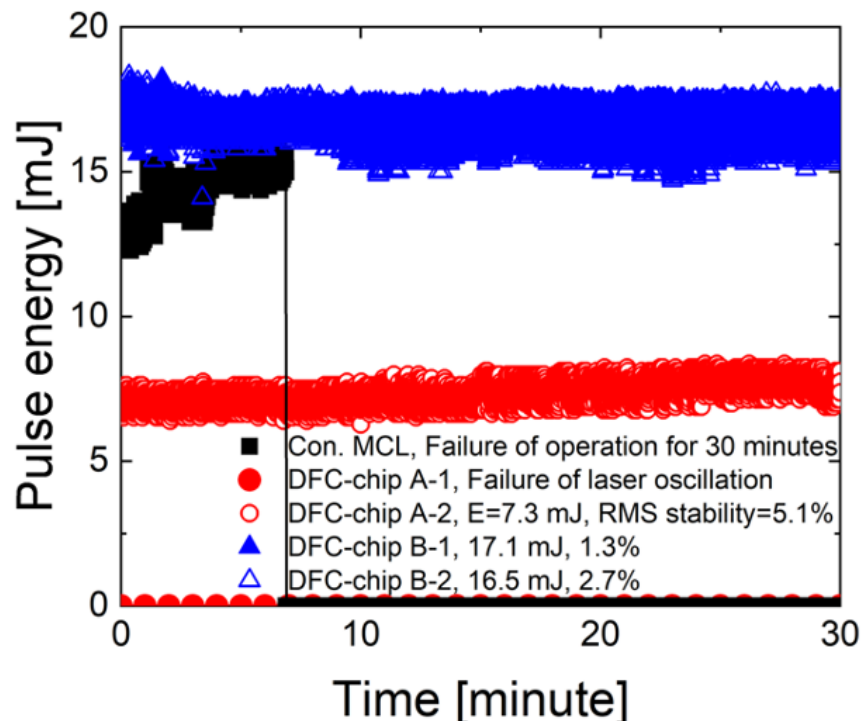 20
15
10
5
0
Pulse energy [mJ]
Con. MCL, Failure of operation for 30 minutes
DFC-chip A-1, Failure of laser oscillation
DFC-chip A-2, E=7.3 mJ, RMS stability=5.1%
DFC-chip B-1, 17.1 mJ, 1.3%
DFC-chip B-2, 16.5 mJ, 2.7%
0 10 20 30
Time [minute]